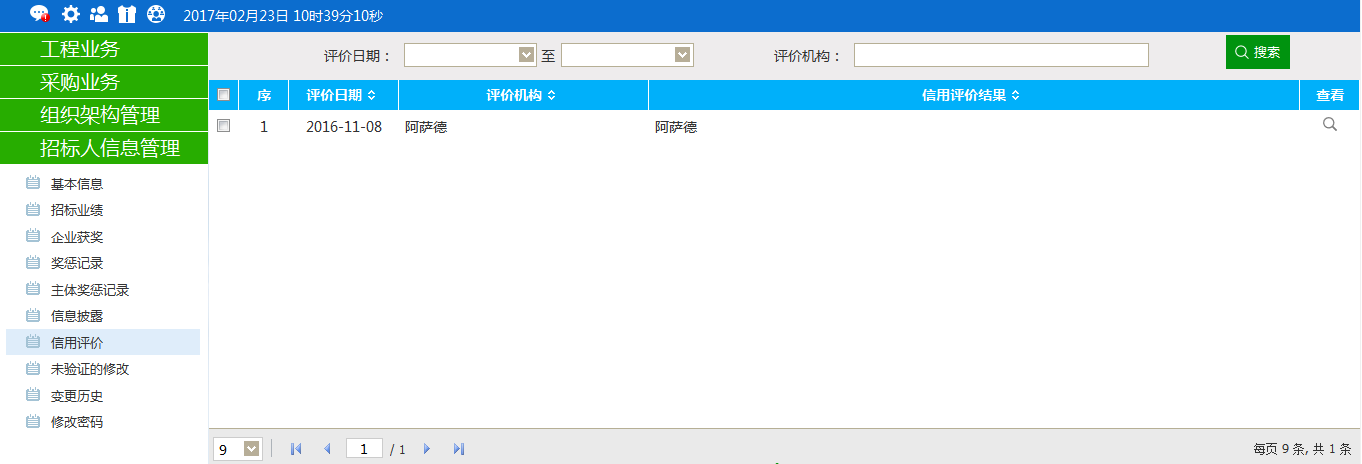 2017年02月23日 10时39分10秒
工程业务
采购业务
组织架构管理
招标人信息管理
基本信息
招标业绩
企业获奖
奖惩记录
主体奖惩记录
信息披露
信用评价
未验证的修改
变更历史
修改密码
评价日期： 至 评价机构： 搜索
序 评价日期 评价机构 信用评价结果 查看
1 2016-11-08 阿萨德 阿萨德
9 1 / 1 每页 9 条, 共 1 条